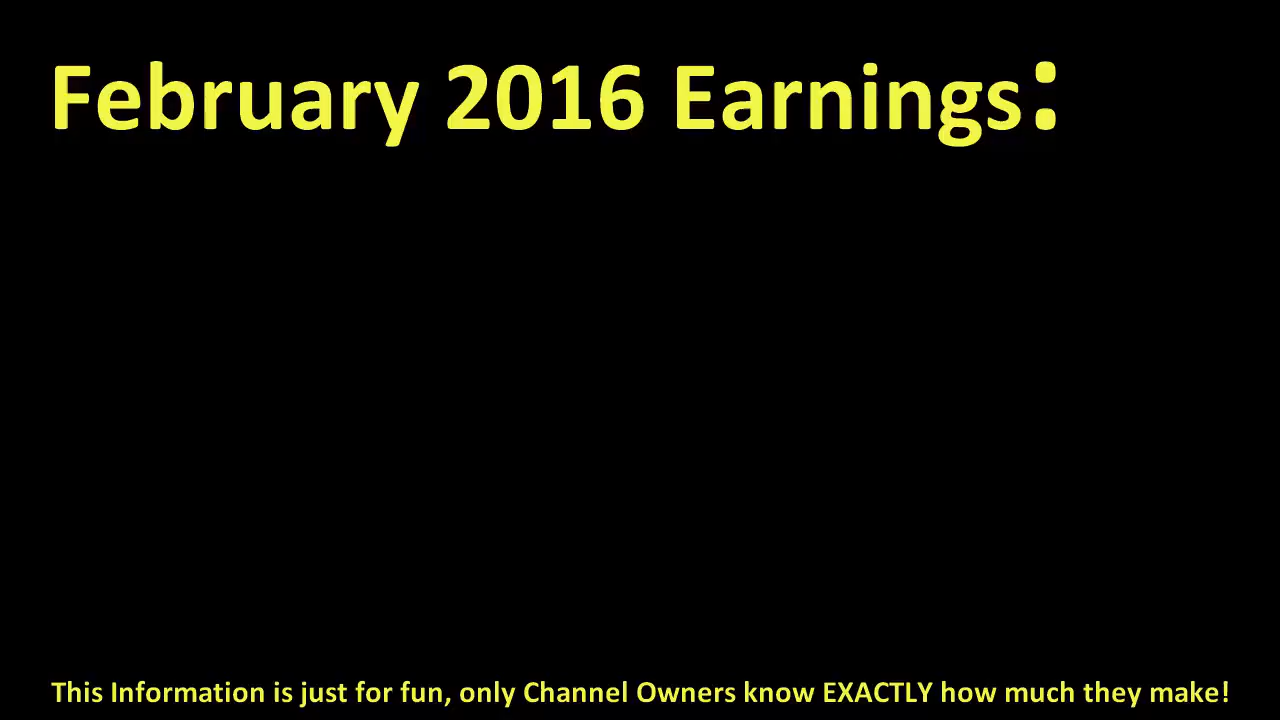 February 2016 Earnings:
This Information is just for fun, only Channel Owners know EXACTLY how much they make!